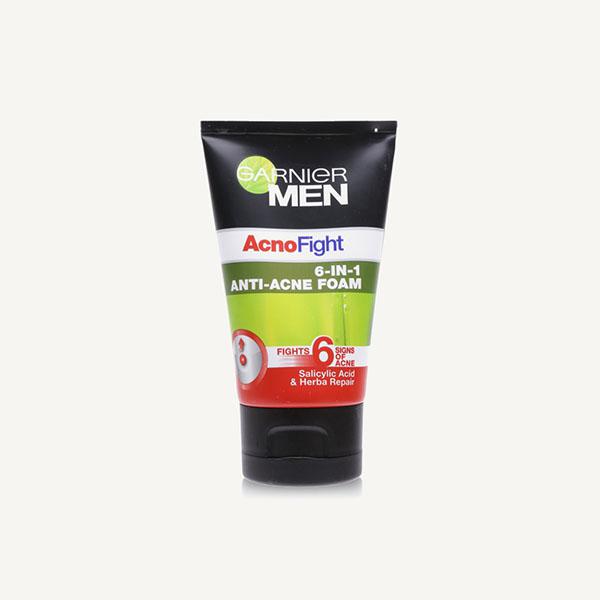 GARNIER
MEN
AcnoFight
6-IN-1
ANTI-ACNE FOAM
FIGHTS 6 SIGNS
OF
ACNE
Salicylic Acid
& Herba Repair